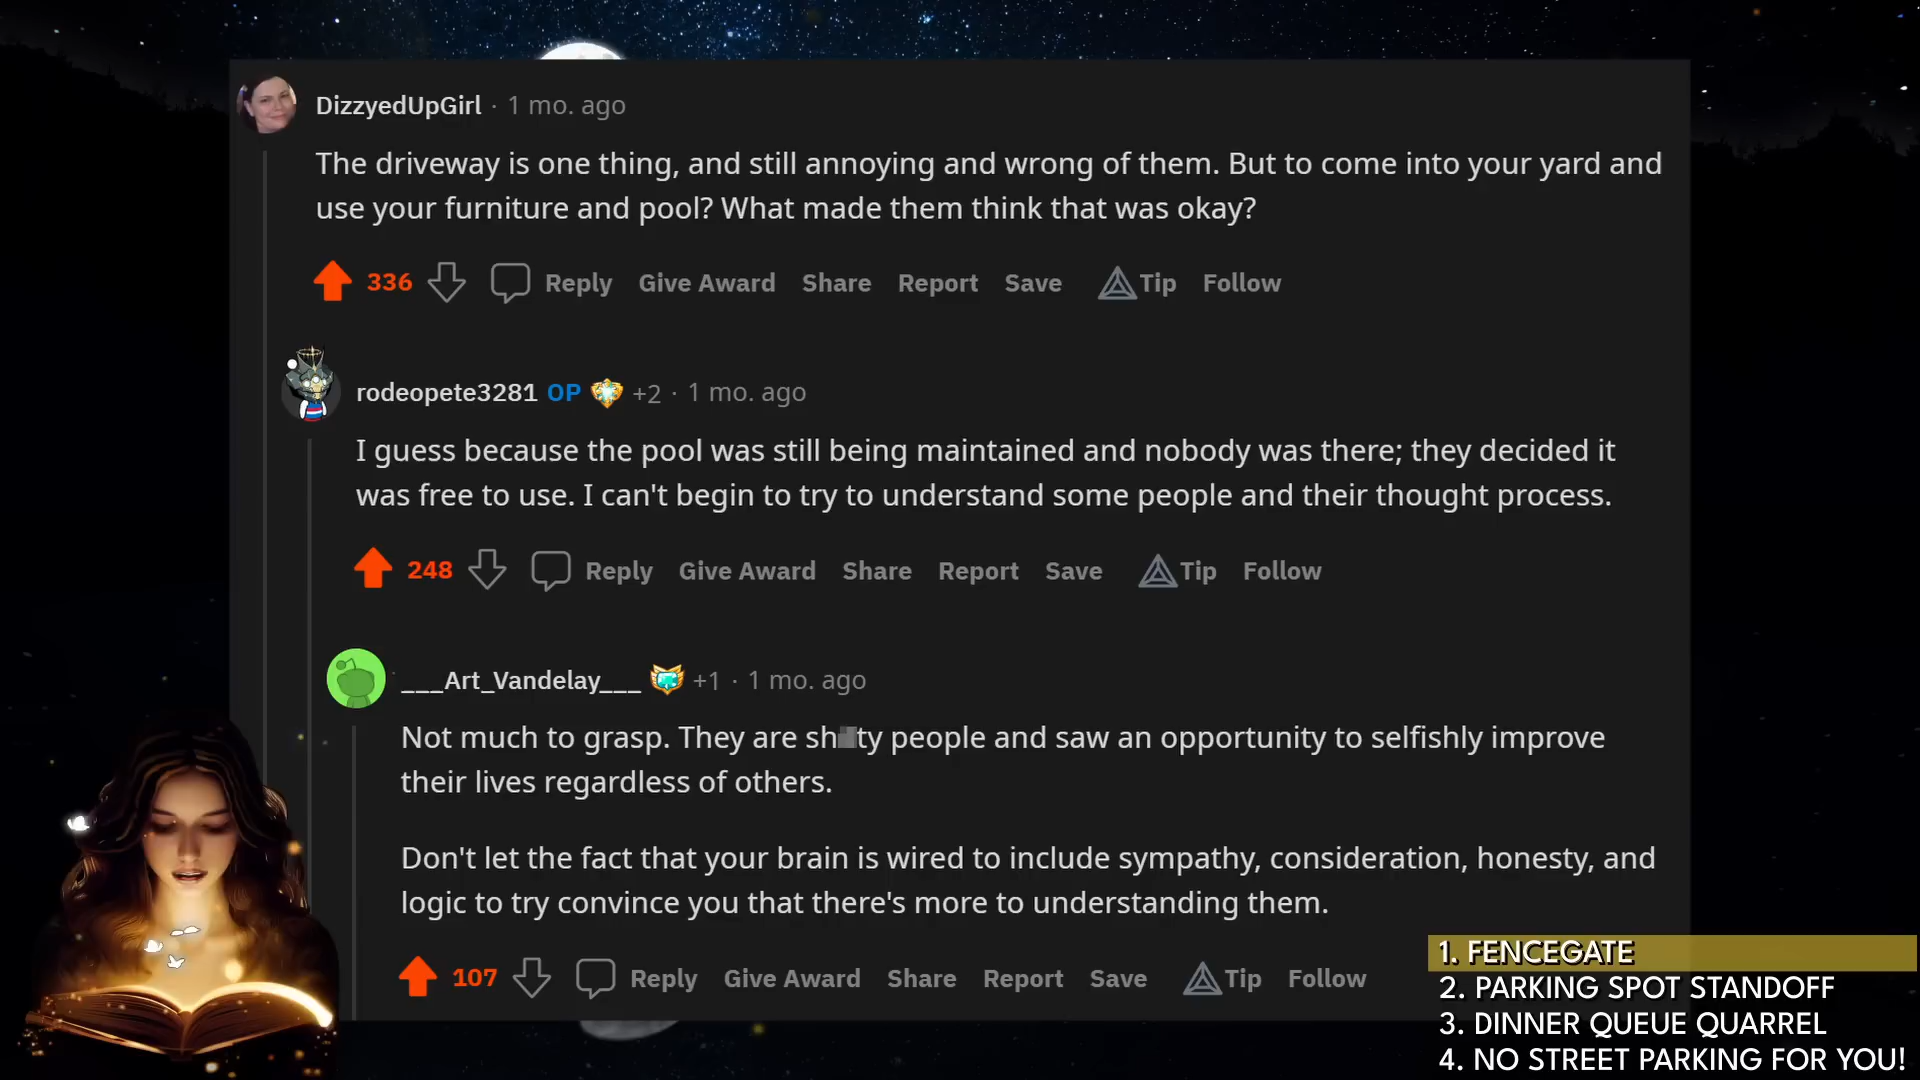 DizzyedUpGirl · 1 mo. ago
The driveway is one thing, and still annoying and wrong of them. But to come into your yard and
use your furniture and pool? What made them think that was okay?
336 Reply Give Award Share Report Save Tip Follow
rodeopete3281 OP +2 · 1 mo. ago
I guess because the pool was still being maintained and nobody was there; they decided it
was free to use. I can't begin to try to understand some people and their thought process.
248 Reply Give Award Share Report Save Tip Follow
___Art_Vandelay___ +1 · 1 mo. ago
Not much to grasp. They are sh ty people and saw an opportunity to selfishly improve
their lives regardless of others.
Don't let the fact that your brain is wired to include sympathy, consideration, honesty, and
logic to try convince you that there's more to understanding them.
107 Reply Give Award Share Report Save Tip Follow
1. FENCEGATE
2. PARKING SPOT STANDOFF
3. DINNER QUEUE QUARREL
4. NO STREET PARKING FOR YOU!